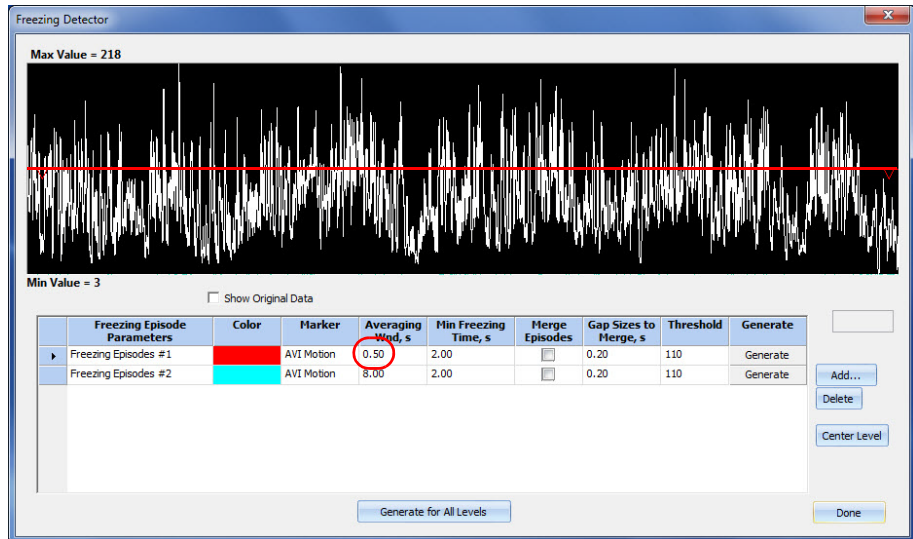 Freezing Detector
Max Value = 218
Min Value = 3
Show Original Data
Freezing Episode Parameters Color Marker Averaging Wnd, s Min Freezing Time, s Merge Episodes Gap Sizes to Merge, s Threshold Generate
Freezing Episodes #1 AVI Motion 0.50 2.00 0.20 110 Generate
Freezing Episodes #2 AVI Motion 8.00 2.00 0.20 110 Generate
Add...
Delete
Center Level
Generate for All Levels
Done